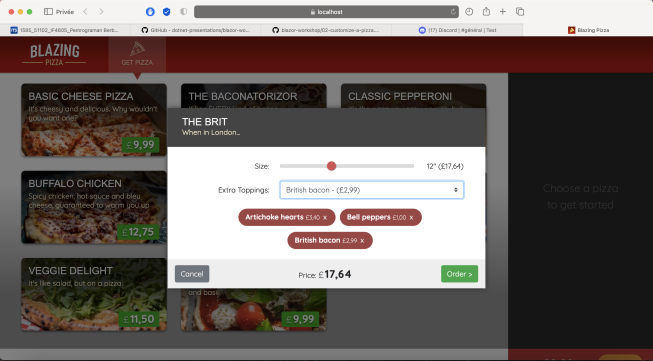 Privée
localhost
1585_S1102_IF4605_Pemrograman Berb...
GitHub - dotnet-presentations/blazor-wo...
blazor-workshop/02-customize-a-pizza....
(17) Discord | #général | Test
Blazing Pizza
BLAZING
PIZZA
GET PIZZA
BASIC CHEESE PIZZA
It's cheesy and delicious. Why wouldn't
you want one?
£9,99
THE BACONATORIZOR
CLASSIC PEPPERONI
THE BRIT
When in London...
Size:
12" (£17,64)
Extra Toppings:
British bacon - (£2,99)
Artichoke hearts £3,40 x
Bell peppers £1,00 x
British bacon £2,99 x
Cancel
Price: £17,64
Order >
BUFFALO CHICKEN
Spicy chicken, hot sauce and bleu
cheese, guaranteed to warm you up
£12,75
VEGGIE DELIGHT
It's like salad, but on a pizza
£11,50
and basil
£9,99
Choose a pizza
to get started